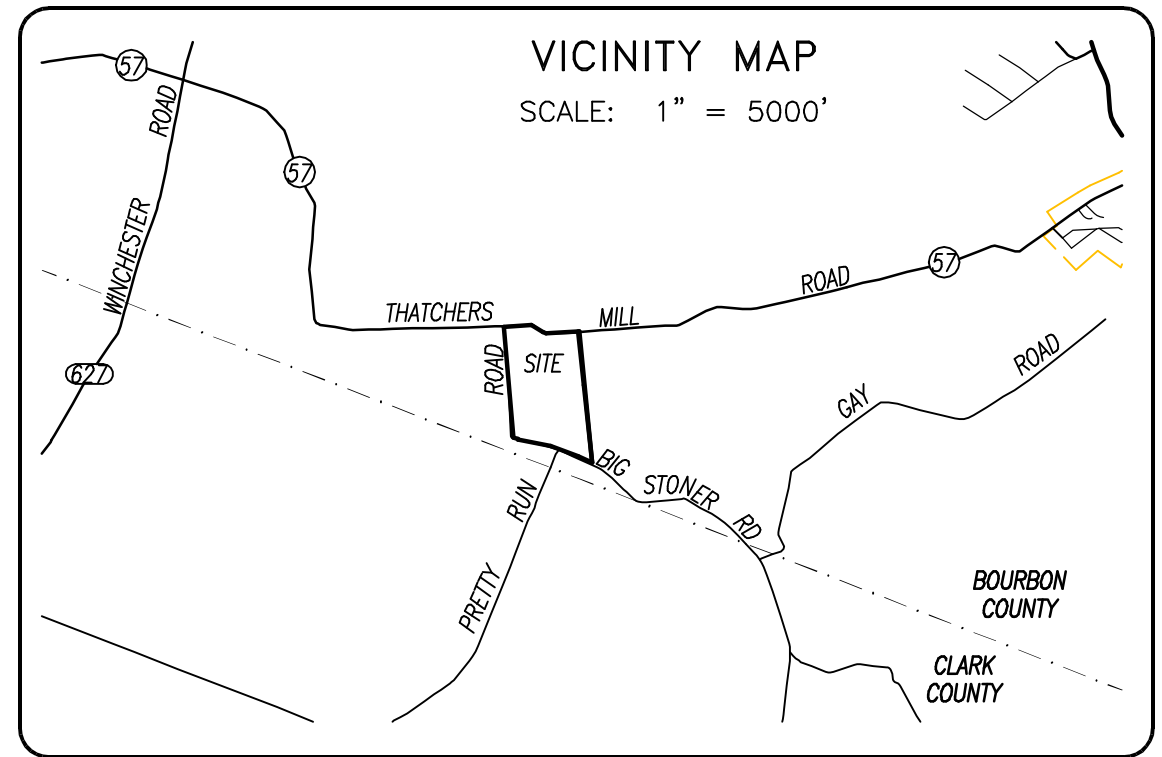 VICINITY MAP
SCALE: 1" = 5000'
57
ROAD
57
WINCHESTER
57
ROAD
THATCHERS
MILL
SITE
ROAD
627
ROAD
GAY
BIG
STONER
RD
RUN
PRETTY
BOURBON
COUNTY
CLARK
COUNTY